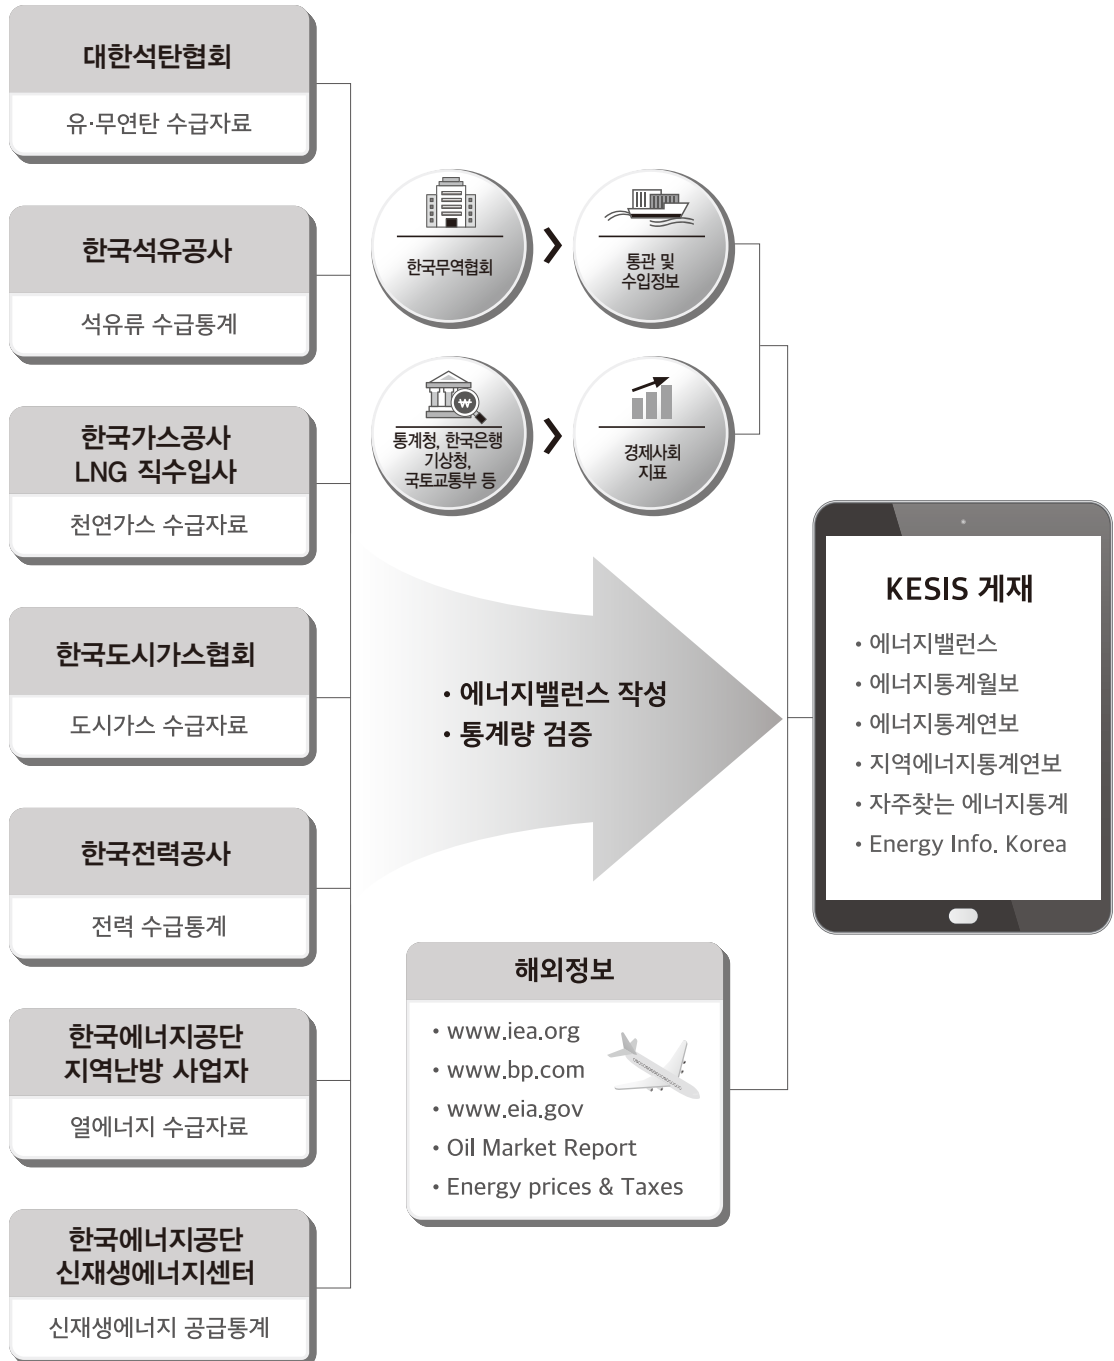 대한석탄협회
유·무연탄 수급자료
한국석유공사
석유류 수급통계
한국가스공사
LNG 직수입사
천연가스 수급자료
한국도시가스협회
도시가스 수급자료
한국전력공사
전력 수급통계
한국에너지공단
지역난방 사업자
열에너지 수급자료
한국에너지공단
신재생에너지센터
신재생에너지 공급통계
한국무역협회
통관 및
수입정보
통계청, 한국은행
기상청,
국토교통부 등
경제사회
지표
• 에너지밸런스 작성
• 통계량 검증
해외정보
• www.iea.org
• www.bp.com
• www.eia.gov
• Oil Market Report
• Energy prices & Taxes
KESIS 게재
• 에너지밸런스
• 에너지통계월보
• 에너지통계연보
• 지역에너지통계연보
• 자주찾는 에너지통계
• Energy Info. Korea